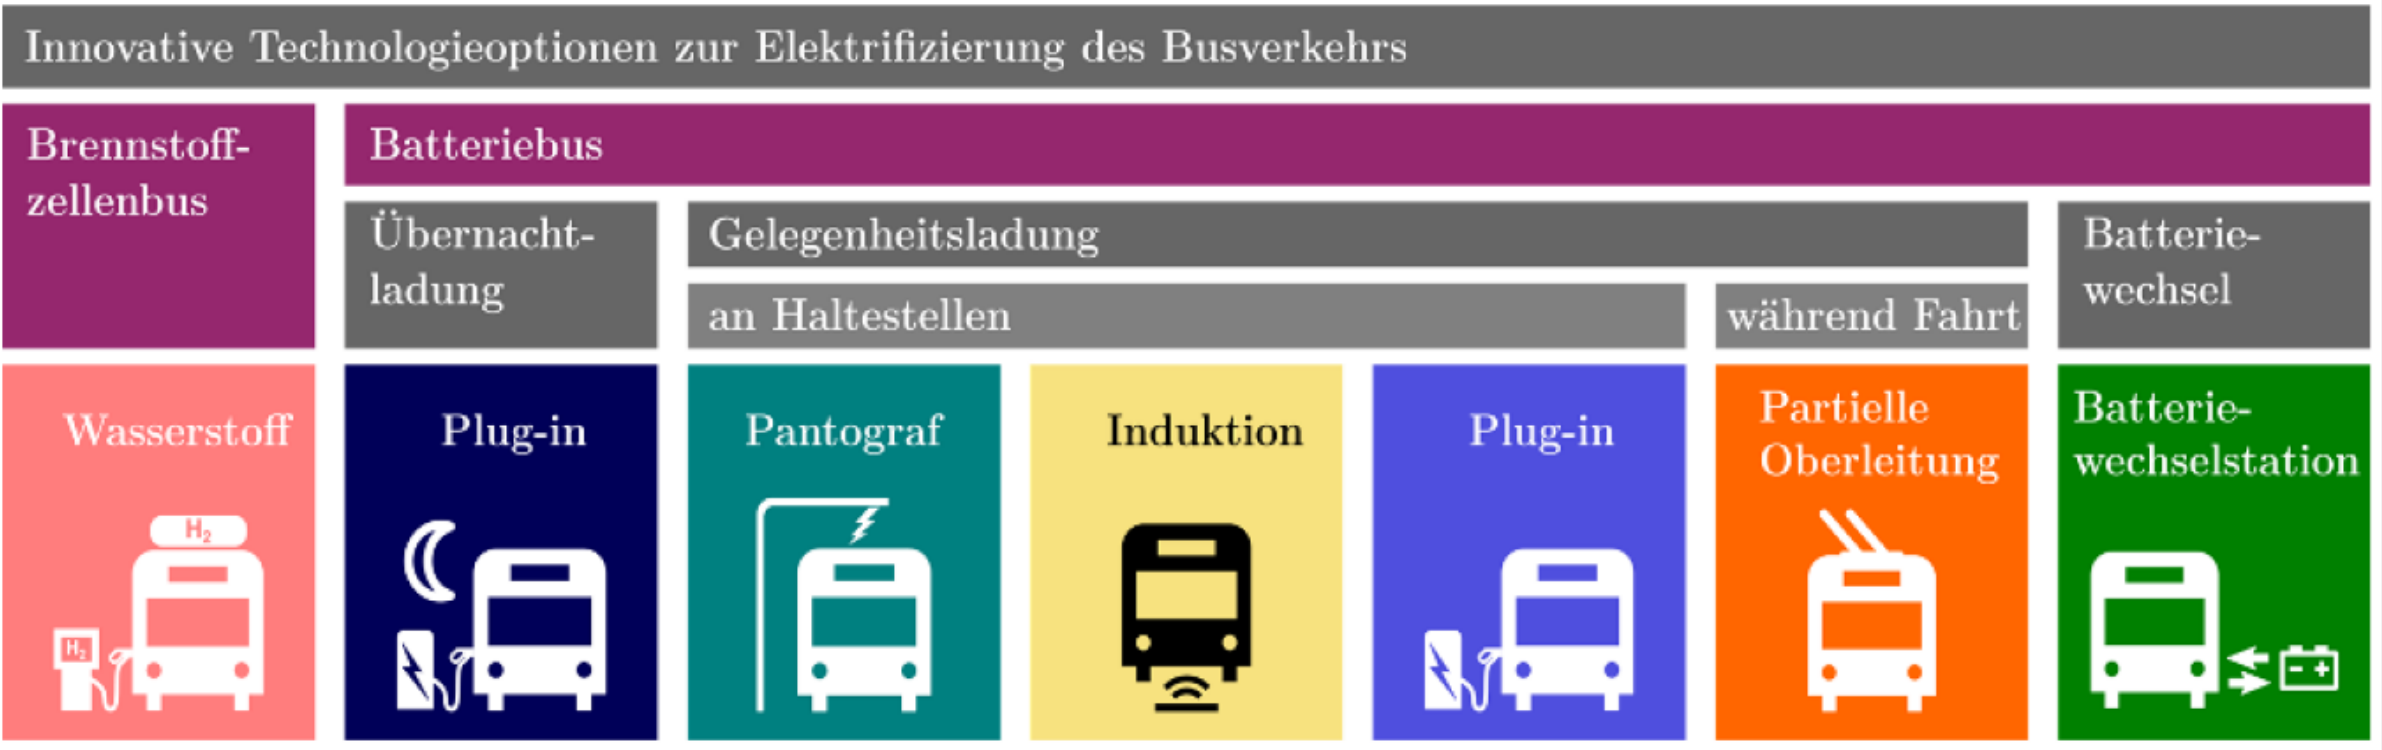 Innovative Technologieoptionen zur Elektrifizierung des Busverkehrs
Brennstoff-
zellenbus
Batteriebus
Übernacht-
ladung
Gelegenheitsladung
an Haltestellen
während Fahrt
Batterie-
wechsel
Wasserstoff
H₂
H₂
Plug-in
Pantograf
Induktion
Plug-in
Partielle
Oberleitung
Batterie-
wechselstation
- +